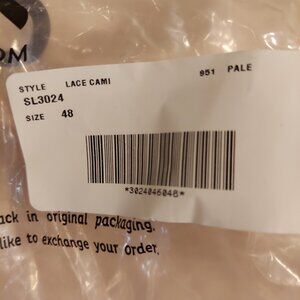 OM
STYLE LACE CAMI 951 PALE
SL3024
SIZE 48
*3024046048*
ack in original packaging.
like to exchange your order,